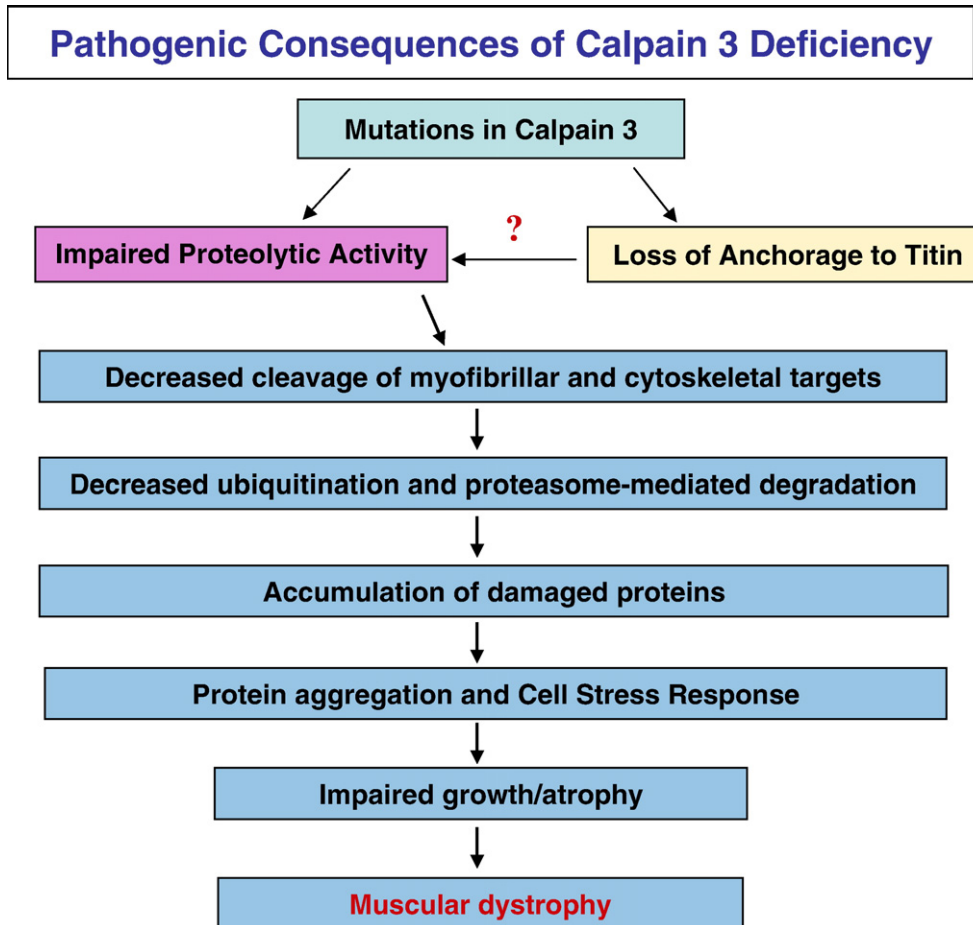 Pathogenic Consequences of Calpain 3 Deficiency
Mutations in Calpain 3
?
Impaired Proteolytic Activity
Loss of Anchorage to Titin
Decreased cleavage of myofibrillar and cytoskeletal targets
Decreased ubiquitination and proteasome-mediated degradation
Accumulation of damaged proteins
Protein aggregation and Cell Stress Response
Impaired growth/atrophy
Muscular dystrophy